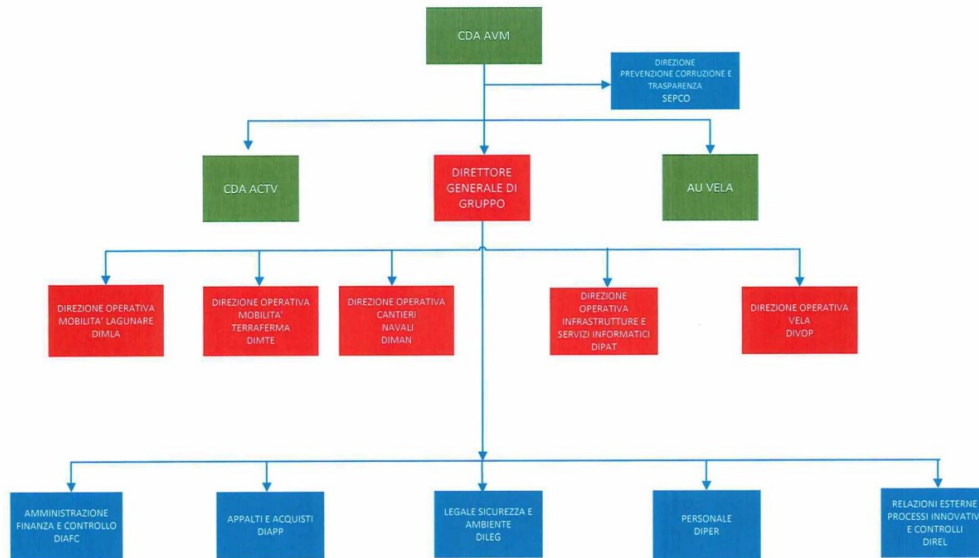 CDA AVM
DIREZIONE
PREVENZIONE CORRUZIONE E
TRASPARENZA
SEPCO
CDA ACTV
DIRETTORE
GENERALE DI
GRUPPO
AU VELA
DIREZIONE OPERATIVA
MOBILITA' LAGUNARE
DIMLA
DIREZIONE OPERATIVA
MOBILITA'
TERRAFERMA
DIMTE
DIREZIONE OPERATIVA
CANTIERI
NAVALI
DIMAN
DIREZIONE
OPERATIVA
INFRASTRUTTURE E
SERVIZI INFORMATICI
DIPAT
DIREZIONE OPERATIVA
VELA
DIVOP
AMMINISTRAZIONE
FINANZA E CONTROLLO
DIAFC
APPALTI E ACQUISTI
DIAPP
LEGALE SICUREZZA E
AMBIENTE
DILEG
PERSONALE
DIPER
RELAZIONI ESTERNE
PROCESSI INNOVATIVI
E CONTROLLI
DIREL